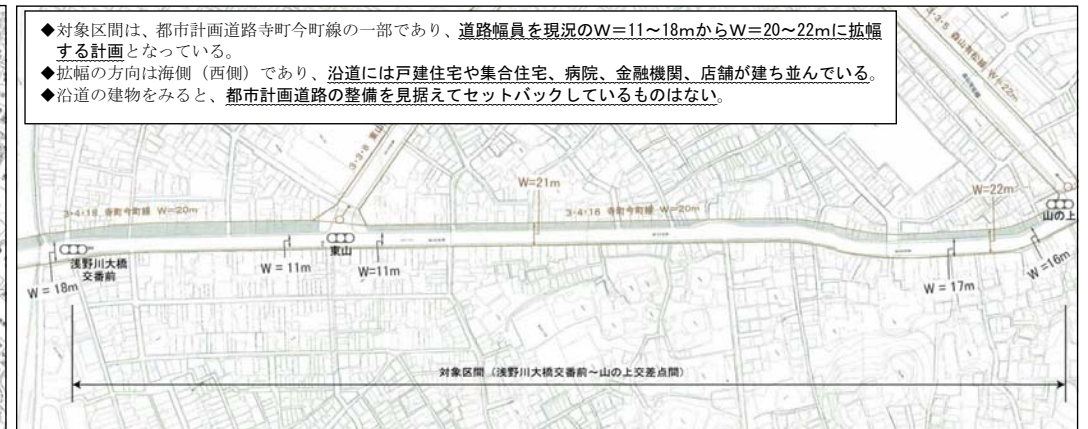 ◆対象区間は、都市計画道路寺町今町線の一部であり、道路幅員を現況のW＝11～18mからW＝20～22mに拡幅
する計画となっている。
◆拡幅の方向は海側（西側）であり、沿道には戸建住宅や集合住宅、病院、金融機関、店舗が建ち並んでいる。
◆沿道の建物をみると、都市計画道路の整備を見据えてセットバックしているものはない。
3・3・8 東山
W=21m
W=22m
W=22m
山の上
3・4・18 寺町今町線 W=20m
3・4・18 寺町今町線 W=20m
浅野川大橋
交番前
東山
W = 18m
W = 11m
W=11m
W = 17m
W =16m
対象区間（浅野川大橋交番前～山の上交差点間）